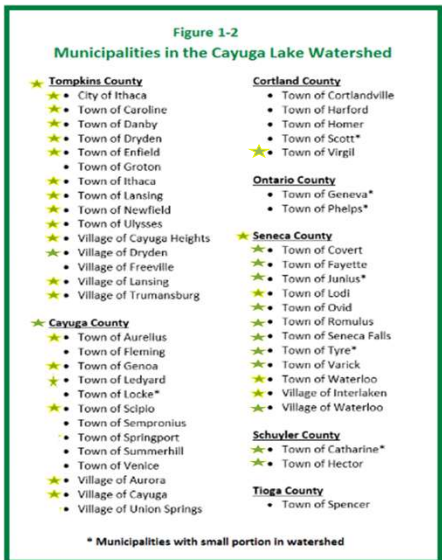 Figure 1-2
Municipalities in the Cayuga Lake Watershed
Tompkins County
• City of Ithaca
• Town of Caroline
• Town of Danby
• Town of Dryden
• Town of Enfield
• Town of Groton
• Town of Ithaca
• Town of Lansing
• Town of Newfield
• Town of Ulysses
• Village of Cayuga Heights
• Village of Dryden
• Village of Freeville
• Village of Lansing
• Village of Trumansburg
Cayuga County
• Town of Aurelius
• Town of Fleming
• Town of Genoa
• Town of Ledyard
• Town of Locke*
• Town of Scipio
• Town of Sempronius
• Town of Springport
• Town of Summerhill
• Town of Venice
• Village of Aurora
• Village of Cayuga
• Village of Union Springs
Cortland County
• Town of Cortlandville
• Town of Harford
• Town of Homer
• Town of Scott*
• Town of Virgil
Ontario County
• Town of Geneva*
• Town of Phelps*
Seneca County
• Town of Covert
• Town of Fayette
• Town of Junius*
• Town of Lodi
• Town of Ovid
• Town of Romulus
• Town of Seneca Falls
• Town of Tyre*
• Town of Varick
• Town of Waterloo
• Village of Interlaken
• Village of Waterloo
Schuyler County
• Town of Catharine*
• Town of Hector
Tioga County
• Town of Spencer
* Municipalities with small portion in watershed